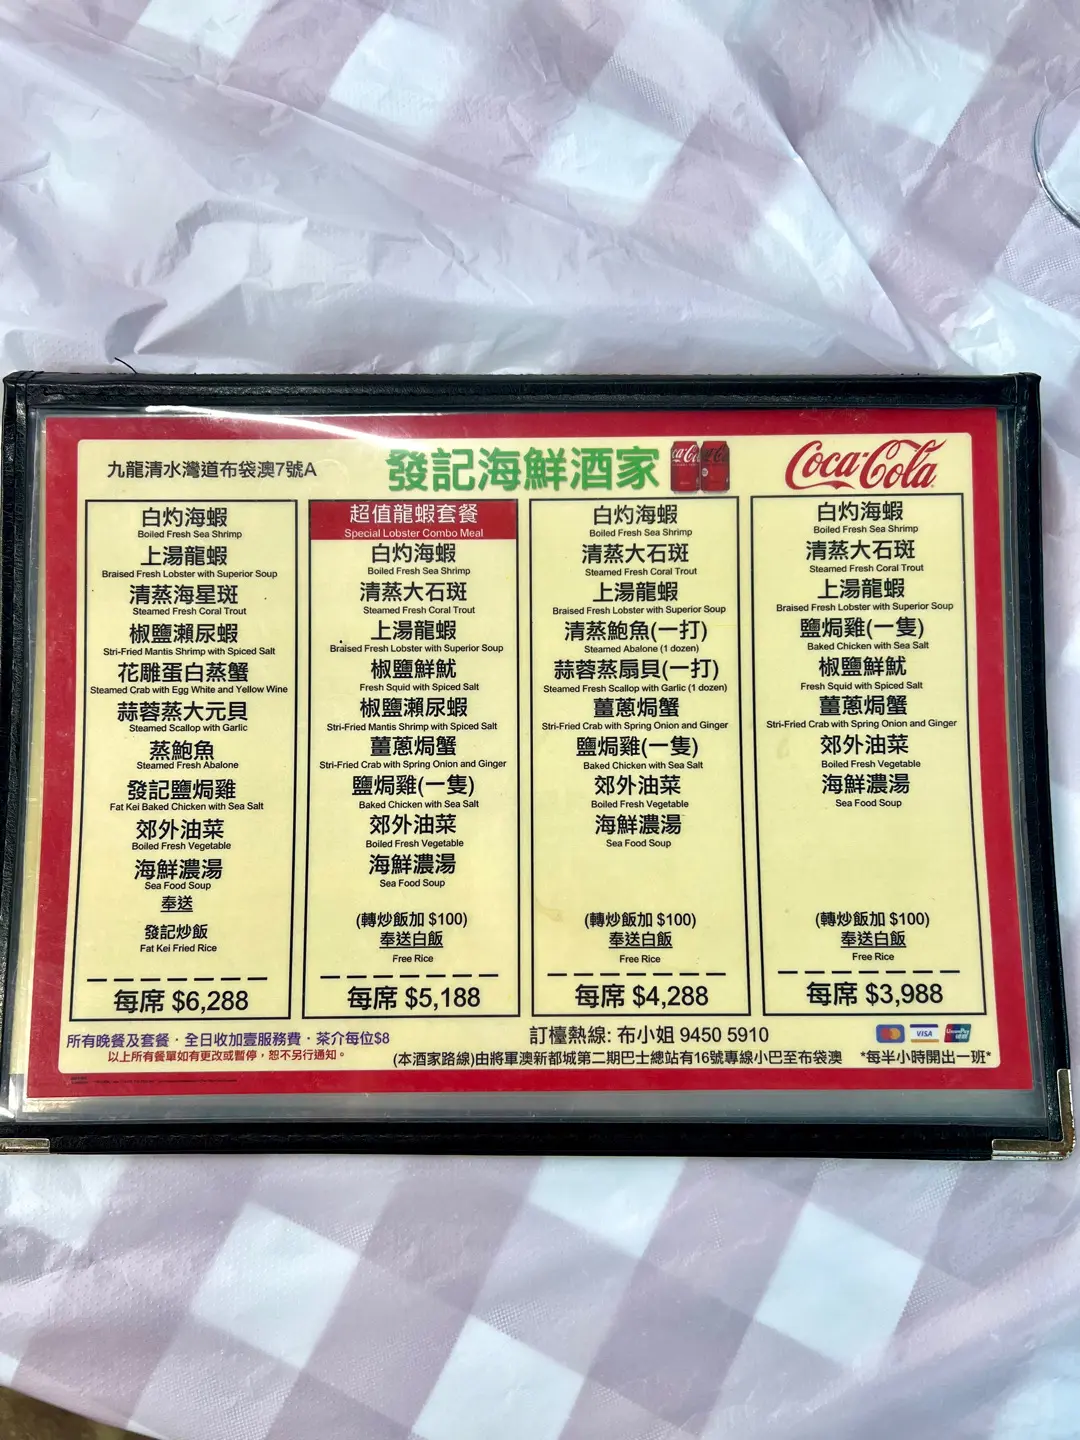 九龍清水灣道布袋澳7號A
發記海鮮酒家
Coca-Cola
白灼海蝦
Boiled Fresh Sea Shrimp
上湯龍蝦
Braised Fresh Lobster with Superior Soup
清蒸海星斑
Steamed Fresh Coral Trout
椒鹽瀨尿蝦
Stri-Fried Mantis Shrimp with Spiced Salt
花雕蛋白蒸蟹
Steamed Crab with Egg White and Yellow Wine
蒜蓉蒸大元貝
Steamed Scallop with Garlic
蒸鮑魚
Steamed Fresh Abalone
發記鹽焗雞
Fat Kei Baked Chicken with Sea Salt
郊外油菜
Boiled Fresh Vegetable
海鮮濃湯
Sea Food Soup
奉送
發記炒飯
Fat Kei Fried Rice
每席 $6,288
超值龍蝦套餐
Special Lobster Combo Meal
白灼海蝦
Boiled Fresh Sea Shrimp
清蒸大石斑
Steamed Fresh Coral Trout
上湯龍蝦
Braised Fresh Lobster with Superior Soup
椒鹽鮮魷
Fresh Squid with Spiced Salt
椒鹽瀨尿蝦
Stri-Fried Mantis Shrimp with Spiced Salt
薑蔥焗蟹
Stri-Fried Crab with Spring Onion and Ginger
鹽焗雞(一隻)
Baked Chicken with Sea Salt
郊外油菜
Boiled Fresh Vegetable
海鮮濃湯
Sea Food Soup
(轉炒飯加 $100)
奉送白飯
Free Rice
每席 $5,188
白灼海蝦
Boiled Fresh Sea Shrimp
清蒸大石斑
Steamed Fresh Coral Trout
上湯龍蝦
Braised Fresh Lobster with Superior Soup
清蒸鮑魚(一打)
Steamed Abalone (1 dozen)
蒜蓉蒸扇貝(一打)
Steamed Fresh Scallop with Garlic (1 dozen)
薑蔥焗蟹
Stri-Fried Crab with Spring Onion and Ginger
鹽焗雞(一隻)
Baked Chicken with Sea Salt
郊外油菜
Boiled Fresh Vegetable
海鮮濃湯
Sea Food Soup
(轉炒飯加 $100)
奉送白飯
Free Rice
每席 $4,288
白灼海蝦
Boiled Fresh Sea Shrimp
清蒸大石斑
Steamed Fresh Coral Trout
上湯龍蝦
Braised Fresh Lobster with Superior Soup
鹽焗雞(一隻)
Baked Chicken with Sea Salt
椒鹽鮮魷
Fresh Squid with Spiced Salt
薑蔥焗蟹
Stri-Fried Crab with Spring Onion and Ginger
郊外油菜
Boiled Fresh Vegetable
海鮮濃湯
Sea Food Soup
(轉炒飯加 $100)
奉送白飯
Free Rice
每席 $3,988
所有晚餐及套餐．全日收加壹服務費．茶介每位$8
以上所有餐單如有更改或暫停，恕不另行通知。
訂檯熱線: 布小姐 9450 5910
VISA
UnionPay
(本酒家路線)由將軍澳新都城第二期巴士總站有16號專線小巴至布袋澳 *每半小時開出一班*